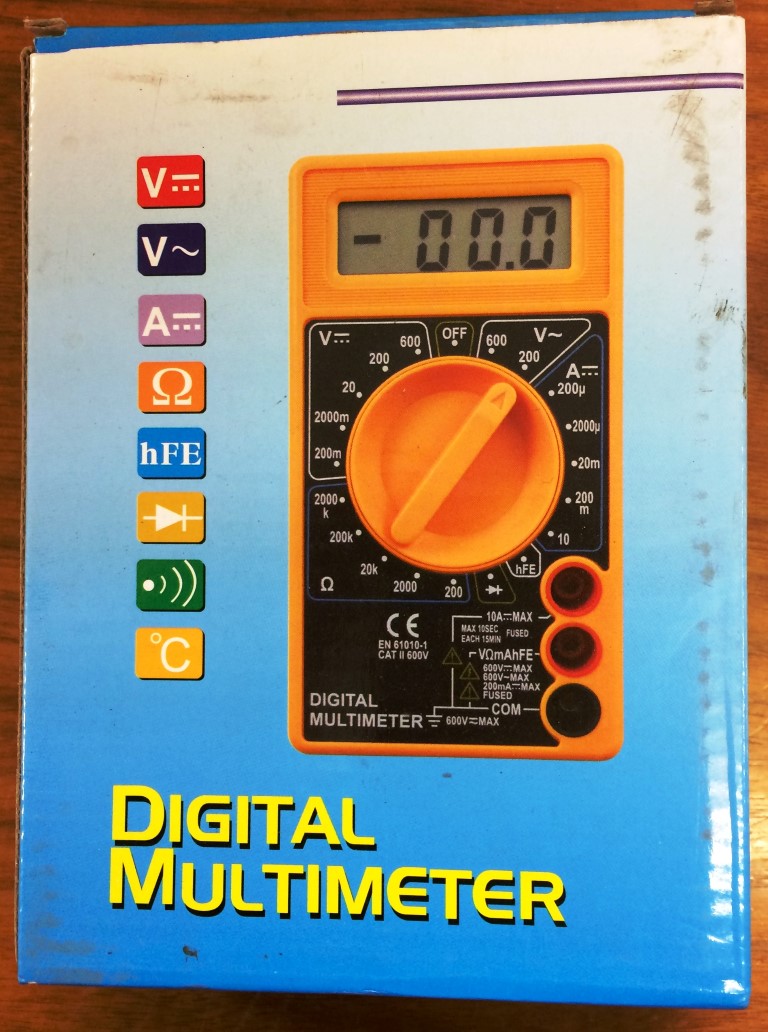 V⎓
V~
A⎓
Ω
hFE
°C
- 00.0
V⎓
600
200
20
2000m
200m
OFF
V~
600
200
A⎓
200µ
2000µ
20m
200
m
10
hFE
2000
k
200k
20k
2000
200
Ω
CE
EN 61010-1
CAT II 600V
10A⎓MAX
MAX 10SEC FUSED
EACH 15MIN
VΩmAhFE
600V⎓MAX
600V~MAX
200mA⎓MAX
FUSED
COM
600V⎓MAX
DIGITAL
MULTIMETER
DIGITAL
MULTIMETER